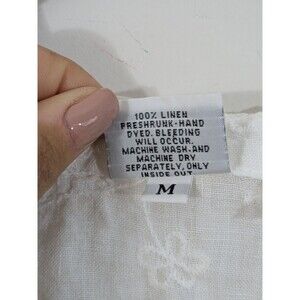 100% LINEN
PRESHRUNK-HAND
DYED. BLEEDING
WILL OCCUR.
MACHINE WASH-AND
MACHINE DRY
SEPARATELY, ONLY
INSIDE OUT
M